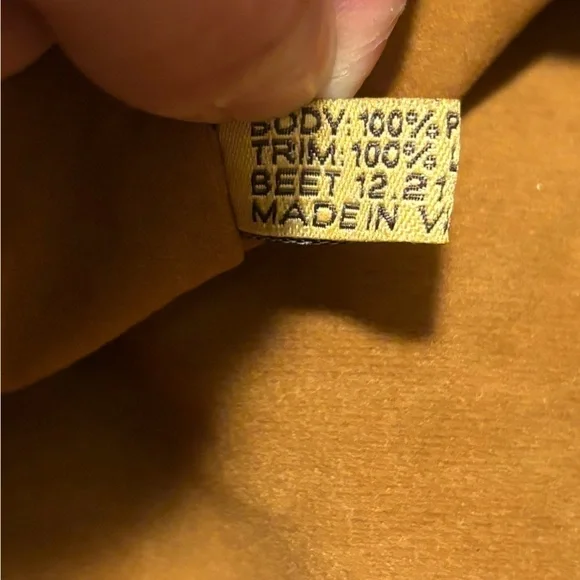 BODY: 100% P
TRIM: 100% L
BEET 12.21
MADE IN V